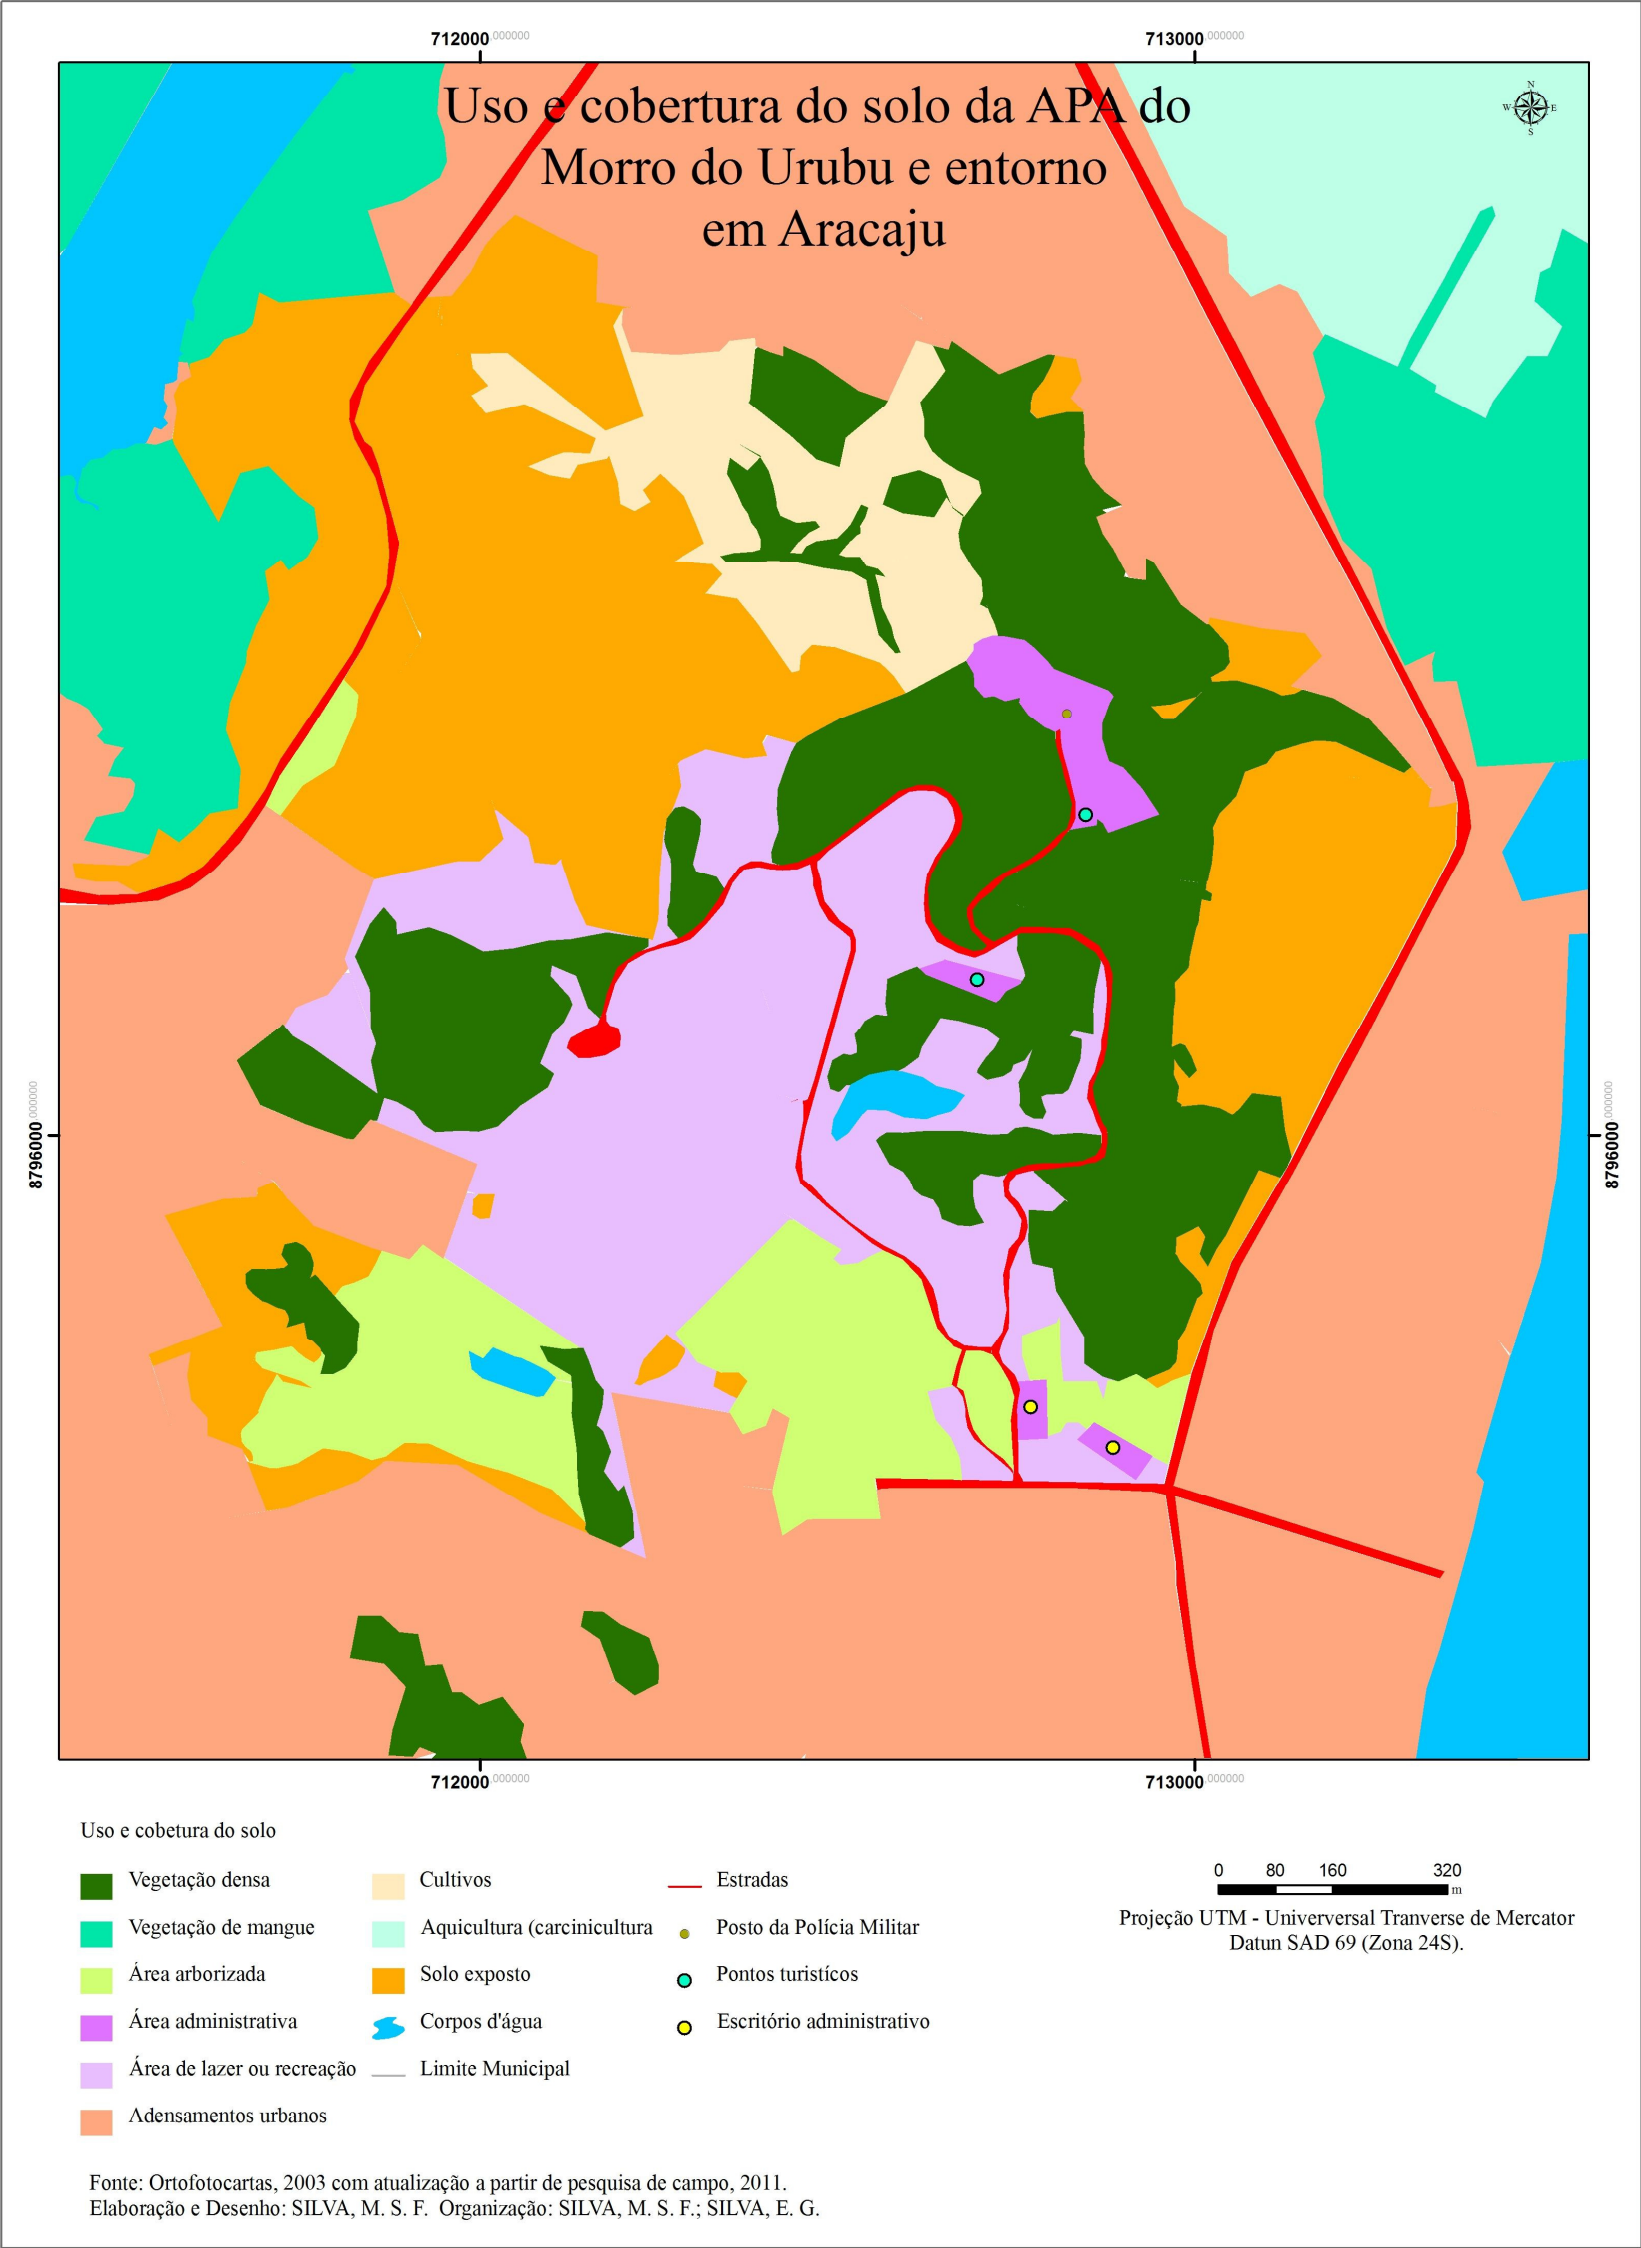 712000,000000
713000,000000
Uso e cobertura do solo da APA do
Morro do Urubu e entorno
em Aracaju
N
W E
S
8796000,000000
8796000,000000
712000,000000
713000,000000
Uso e cobetura do solo
Vegetação densa
Vegetação de mangue
Área arborizada
Área administrativa
Área de lazer ou recreação
Adensamentos urbanos
Cultivos
Aquicultura (carcinicultura
Solo exposto
Corpos d'água
Limite Municipal
Estradas
Posto da Polícia Militar
Pontos turistícos
Escritório administrativo
0 80 160 320
m
Projeção UTM - Univerversal Tranverse de Mercator
Datun SAD 69 (Zona 24S).
Fonte: Ortofotocartas, 2003 com atualização a partir de pesquisa de campo, 2011.
Elaboração e Desenho: SILVA, M. S. F. Organização: SILVA, M. S. F.; SILVA, E. G.